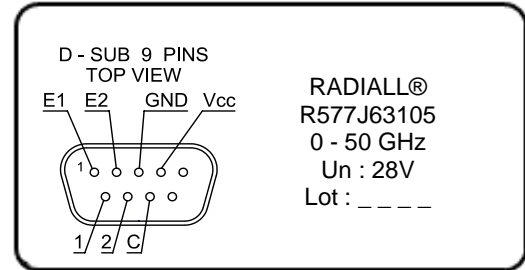 D - SUB 9 PINS
TOP VIEW
E1 E2 GND Vcc
1
1 2 C
RADIALL®
R577J63105
0 - 50 GHz
Un : 28V
Lot : _ _ _ _